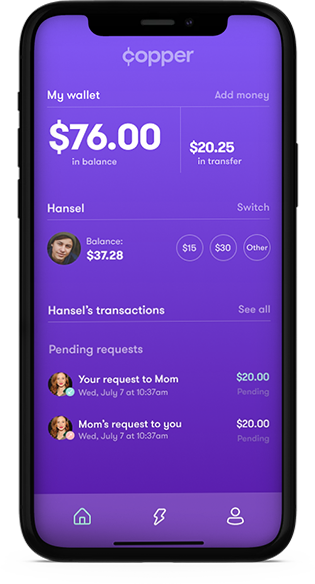 ¢opper
My wallet Add money
$76.00
in balance
$20.25
in transfer
Hansel Switch
Balance:
$37.28
$15 $30 Other
Hansel's transactions See all
Pending requests
Your request to Mom $20.00
Wed, July 7 at 10:37am Pending
Mom's request to you $20.00
Wed, July 7 at 10:37am Pending